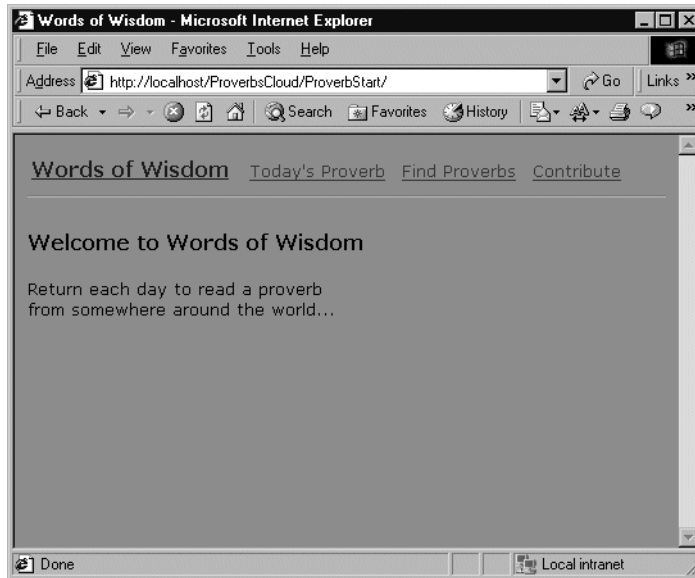 Words of Wisdom - Microsoft Internet Explorer
File Edit View Favorites Tools Help
Address http://localhost/ProverbsCloud/ProverbStart/ Go Links »
Back Search Favorites History »
Words of Wisdom Today's Proverb Find Proverbs Contribute
Welcome to Words of Wisdom
Return each day to read a proverb
from somewhere around the world...
Done Local intranet